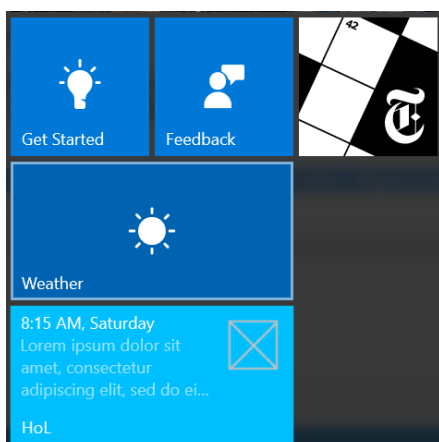 Get Started
Feedback
42
T
Weather
8:15 AM, Saturday
Lorem ipsum dolor sit
amet, consectetur
adipiscing elit, sed do ei...
HoL